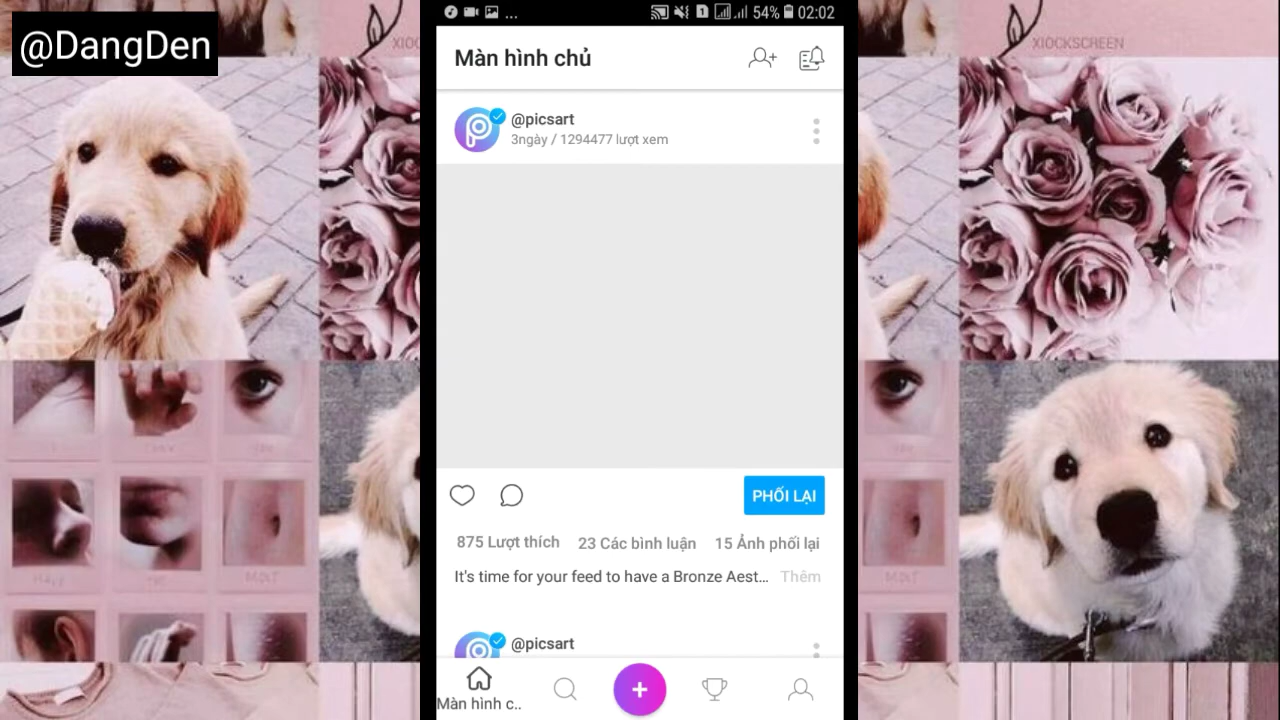 @DangDen
XIOCKSCREEN
... 1 54% 02:02
Màn hình chủ
@picsart
3ngày / 1294477 lượt xem
PHỐI LẠI
875 Lượt thích 23 Các bình luận 15 Ảnh phối lại
It's time for your feed to have a Bronze Aest... Thêm
@picsart
Màn hình c..